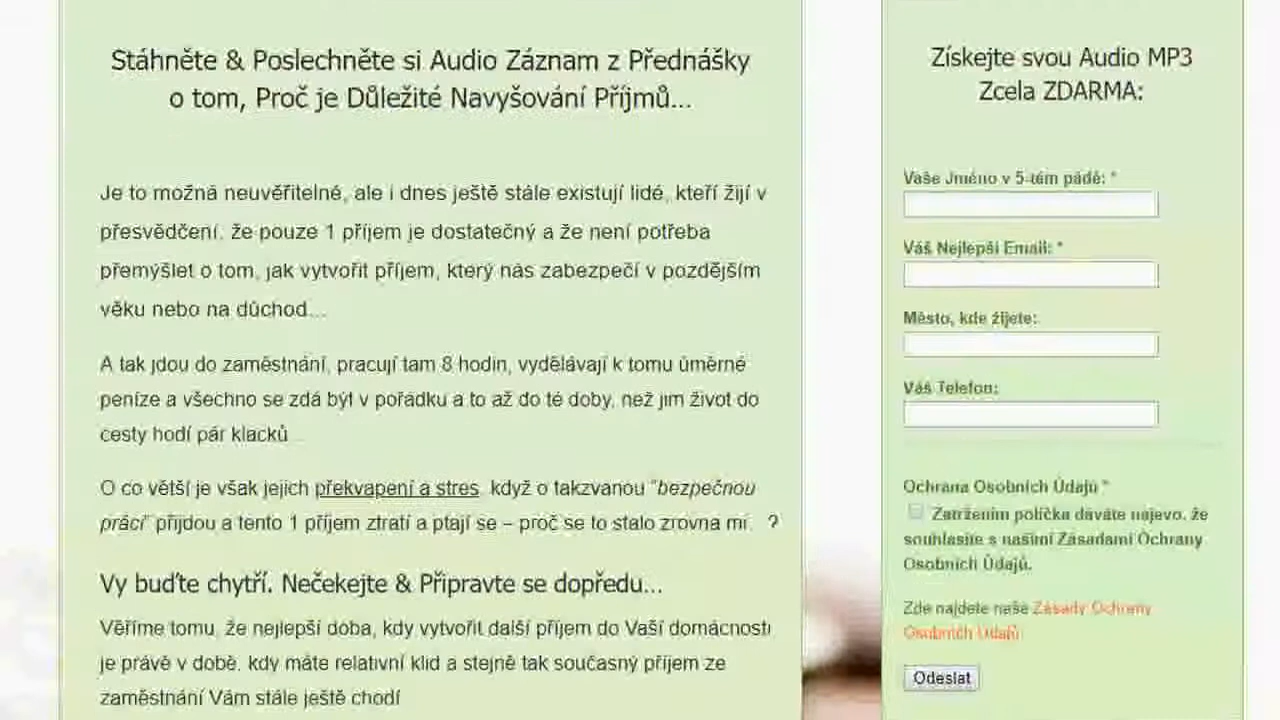 Stáhněte & Poslechněte si Audio Záznam z Přednášky
o tom, Proč je Důležité Navyšování Příjmů...
Je to možná neuvěřitelné, ale i dnes ještě stále existují lidé, kteří žijí v
přesvědčení, že pouze 1 příjem je dostatečný a že není potřeba
přemýšlet o tom, jak vytvořit příjem, který nás zabezpečí v pozdějším
věku nebo na důchod...
A tak jdou do zaměstnání, pracují tam 8 hodin, vydělávají k tomu úměrné
peníze a všechno se zdá být v pořádku a to až do té doby, než jim život do
cesty hodí pár klacků...
O co větší je však jejich překvapení a stres, když o takzvanou "bezpečnou
práci" přijdou a tento 1 příjem ztratí a ptají se – proč se to stalo zrovna mi...?
Vy buďte chytří. Nečekejte & Připravte se dopředu...
Věříme tomu, že nejlepší doba, kdy vytvořit další příjem do Vaší domácnosti
je právě v době, kdy máte relativní klid a stejně tak současný příjem ze
zaměstnání Vám stále ještě chodí
Získejte svou Audio MP3
Zcela ZDARMA:
Vaše Jméno v 5-tém pádě: *
Váš Nejlepší Email: *
Město, kde žijete:
Váš Telefon:
Ochrana Osobních Údajů *
Zatržením políčka dáváte najevo, že
souhlasíte s našimi Zásadami Ochrany
Osobních Údajů.
Zde najdete naše Zásady Ochrany
Osobních Údajů
Odeslat